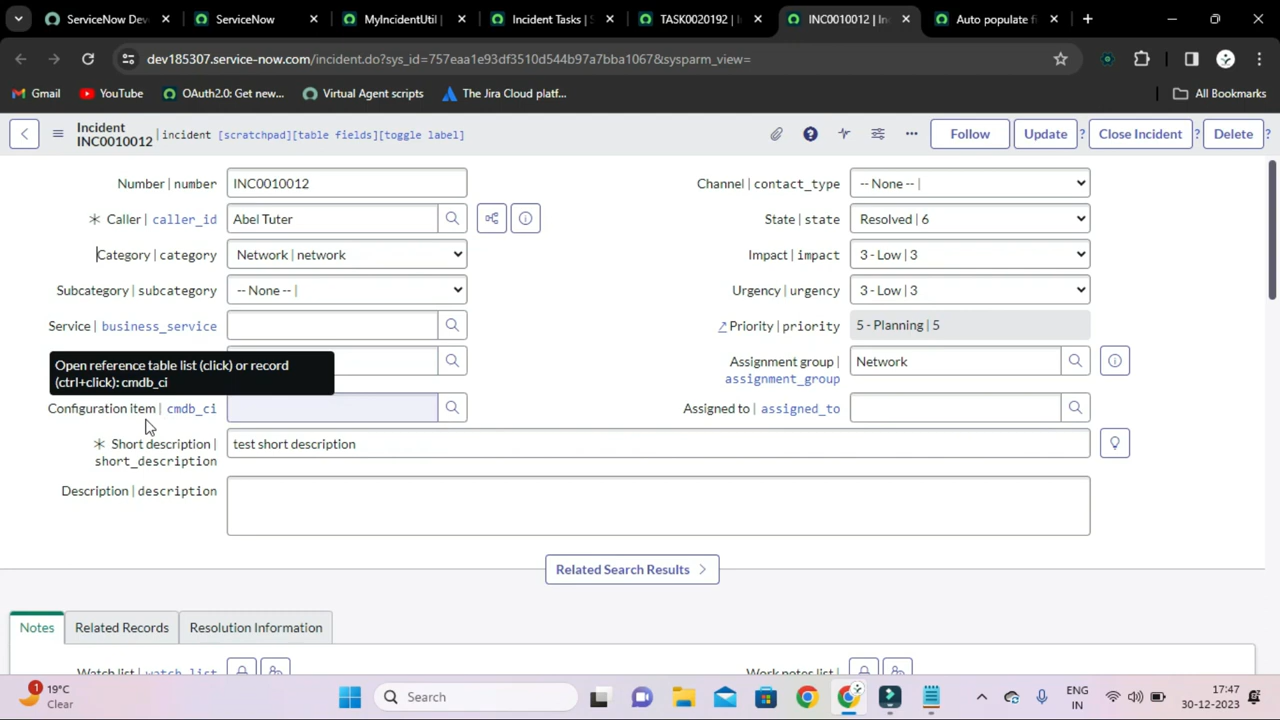 ServiceNow Dev
ServiceNow
MyIncidentUtil |
Incident Tasks | S
TASK0020192 | I
INC0010012 | In
Auto populate f
dev185307.service-now.com/incident.do?sys_id=757eaa1e93df3510d544b97a7bba1067&sysparm_view=
Gmail
YouTube
OAuth2.0: Get new...
Virtual Agent scripts
The Jira Cloud platf...
All Bookmarks
Incident
INC0010012
| incident [scratchpad][table fields][toggle label]
Follow
Update
?
Close Incident
?
Delete
?
Number | number
INC0010012
Channel | contact_type
-- None -- |
Caller | caller_id
Abel Tuter
State | state
Resolved | 6
Category | category
Network | network
Impact | impact
3 - Low | 3
Subcategory | subcategory
-- None -- |
Urgency | urgency
3 - Low | 3
Service | business_service
Priority | priority
5 - Planning | 5
Open reference table list (click) or record
(ctrl+click): cmdb_ci
Assignment group |
assignment_group
Network
Configuration item | cmdb_ci
Assigned to | assigned_to
Short description |
short_description
test short description
Description | description
Related Search Results
Notes
Related Records
Resolution Information
Watch list | watch_list
Work notes list |
1
19°C
Clear
Search
ENG
IN
17:47
30-12-2023